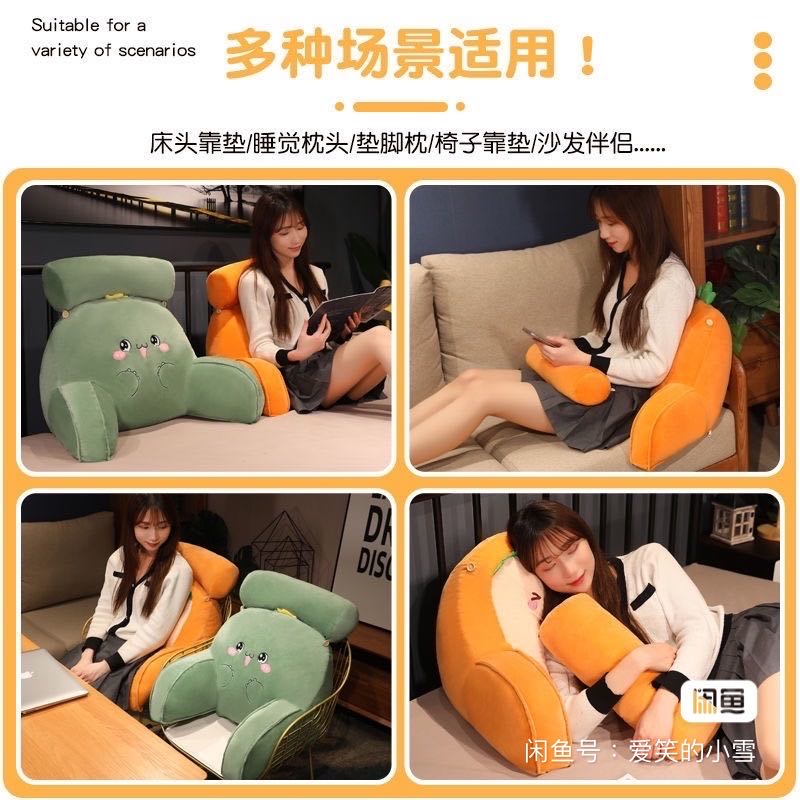 Suitable for a
variety of scenarios
多种场景适用！
床头靠垫/睡觉枕头/垫脚枕/椅子靠垫/沙发伴侣......
DISC
闲鱼
闲鱼号：爱笑的小雪